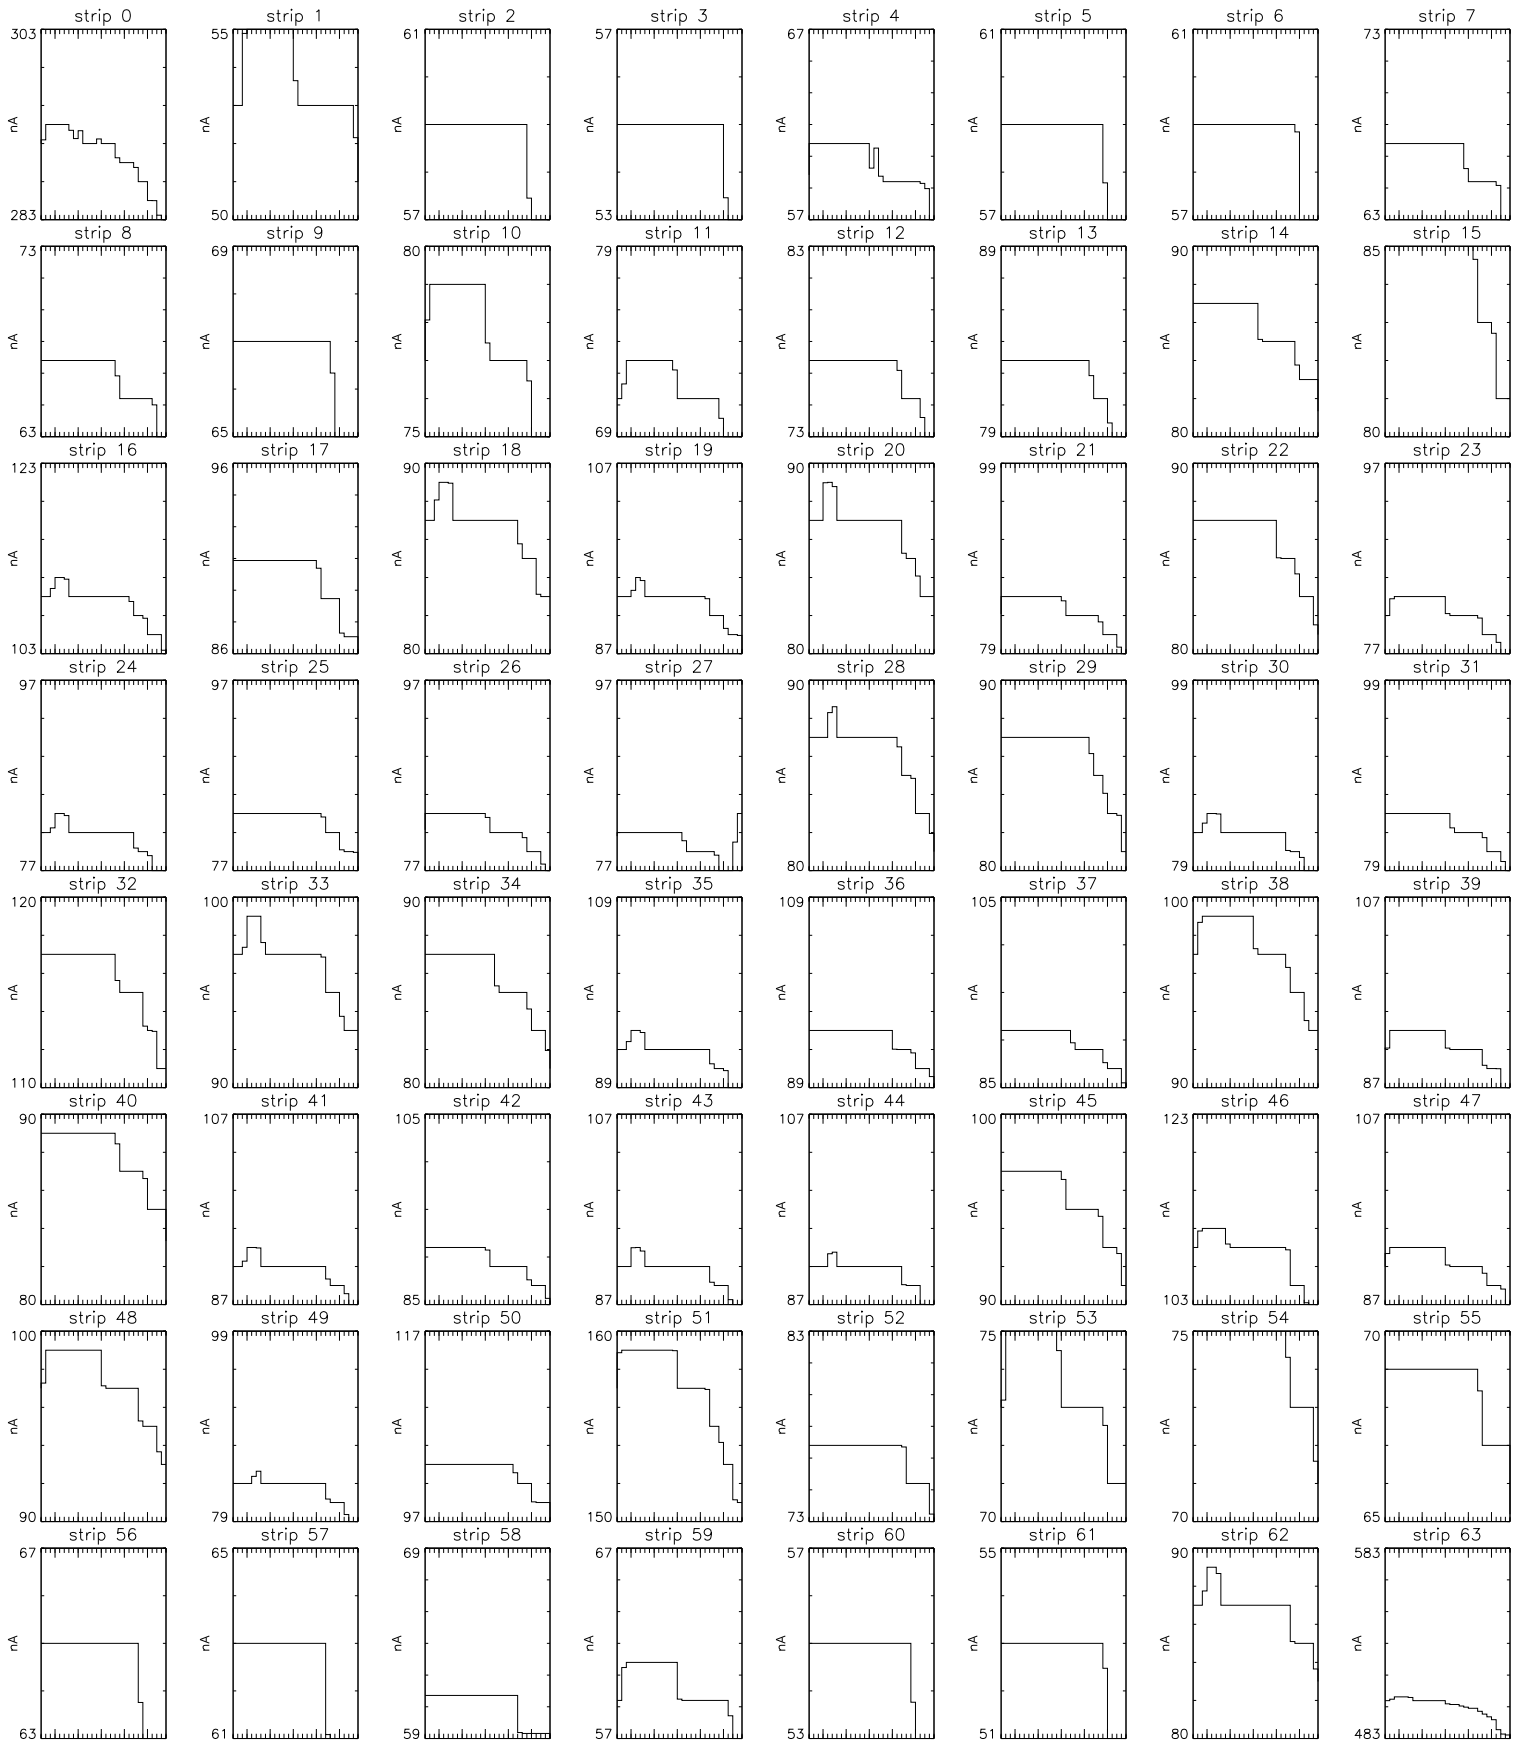 strip 0 strip 1 strip 2 strip 3 strip 4 strip 5 strip 6 strip 7
303 55 61 57 67 61 61 73
nA nA nA nA nA nA nA nA
283 50 57 53 57 57 57 63
strip 8 strip 9 strip 10 strip 11 strip 12 strip 13 strip 14 strip 15
73 69 80 79 83 89 90 85
nA nA nA nA nA nA nA nA
63 65 75 69 73 79 80 80
strip 16 strip 17 strip 18 strip 19 strip 20 strip 21 strip 22 strip 23
123 96 90 107 90 99 90 97
nA nA nA nA nA nA nA nA
103 86 80 87 80 79 80 77
strip 24 strip 25 strip 26 strip 27 strip 28 strip 29 strip 30 strip 31
97 97 97 97 90 90 99 99
nA nA nA nA nA nA nA nA
77 77 77 77 80 80 79 79
strip 32 strip 33 strip 34 strip 35 strip 36 strip 37 strip 38 strip 39
120 100 90 109 109 105 100 107
nA nA nA nA nA nA nA nA
110 90 80 89 89 85 90 87
strip 40 strip 41 strip 42 strip 43 strip 44 strip 45 strip 46 strip 47
90 107 105 107 107 100 123 107
nA nA nA nA nA nA nA nA
80 87 85 87 87 90 103 87
strip 48 strip 49 strip 50 strip 51 strip 52 strip 53 strip 54 strip 55
100 99 117 160 83 75 75 70
nA nA nA nA nA nA nA nA
90 79 97 150 73 70 70 65
strip 56 strip 57 strip 58 strip 59 strip 60 strip 61 strip 62 strip 63
67 65 69 67 57 55 90 583
nA nA nA nA nA nA nA nA
63 61 59 57 53 51 80 483